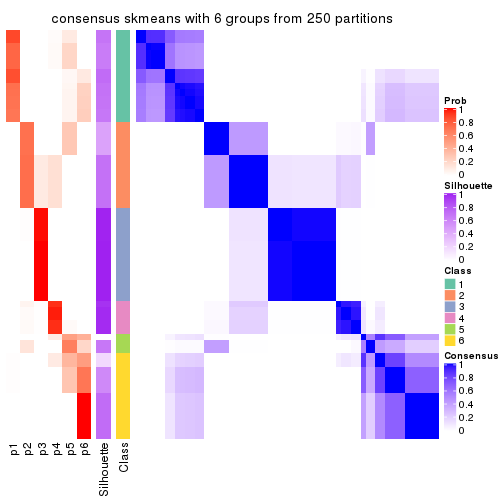 consensus skmeans with 6 groups from 250 partitions
Prob
1
0.8
0.6
0.4
0.2
0
Silhouette
1
0.8
0.6
0.4
0.2
0
Class
1
2
3
4
5
6
Consensus
1
0.8
0.6
0.4
0.2
0
p1
p2
p3
p4
p5
p6
Silhouette
Class